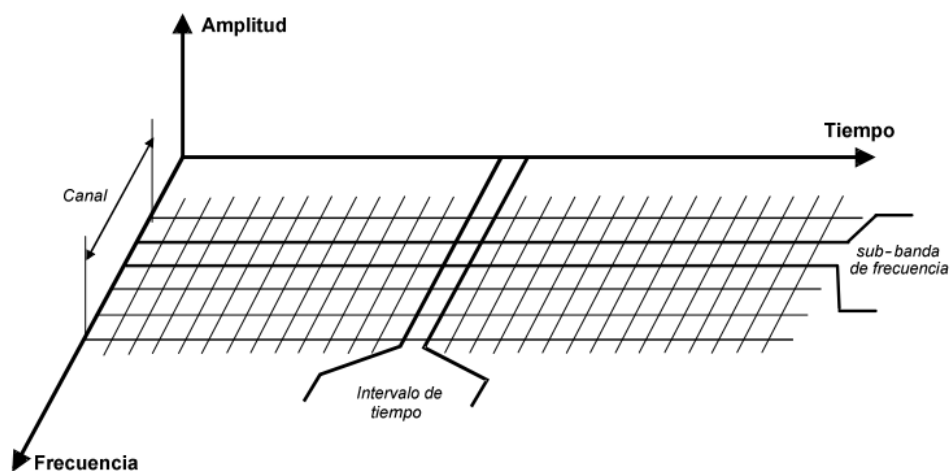 Amplitud
Tiempo
Canal
sub-banda
de frecuencia
Intervalo de
tiempo
Frecuencia